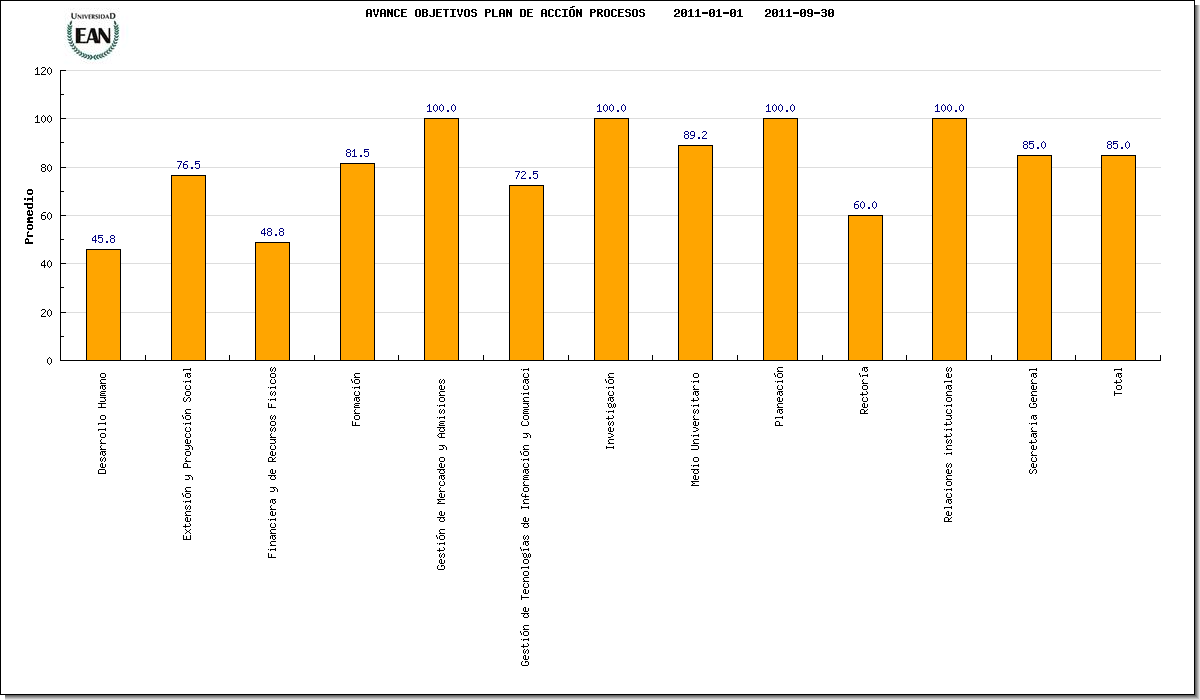 AVANCE OBJETIVOS PLAN DE ACCIÓN PROCESOS 2011-01-01 2011-09-30
UNIVERSIDAD
EAN
120
100
80
60
40
20
0
Promedio
45.8
76.5
48.8
81.5
100.0
72.5
100.0
89.2
100.0
60.0
100.0
85.0
85.0
Desarrollo Humano
Extensión y Proyección Social
Financiera y de Recursos Fisicos
Formación
Gestión de Mercadeo y Admisiones
Gestión de Tecnologías de Información y Comunicaci
Investigación
Medio Universitario
Planeación
Rectoría
Relaciones institucionales
Secretaria General
Total